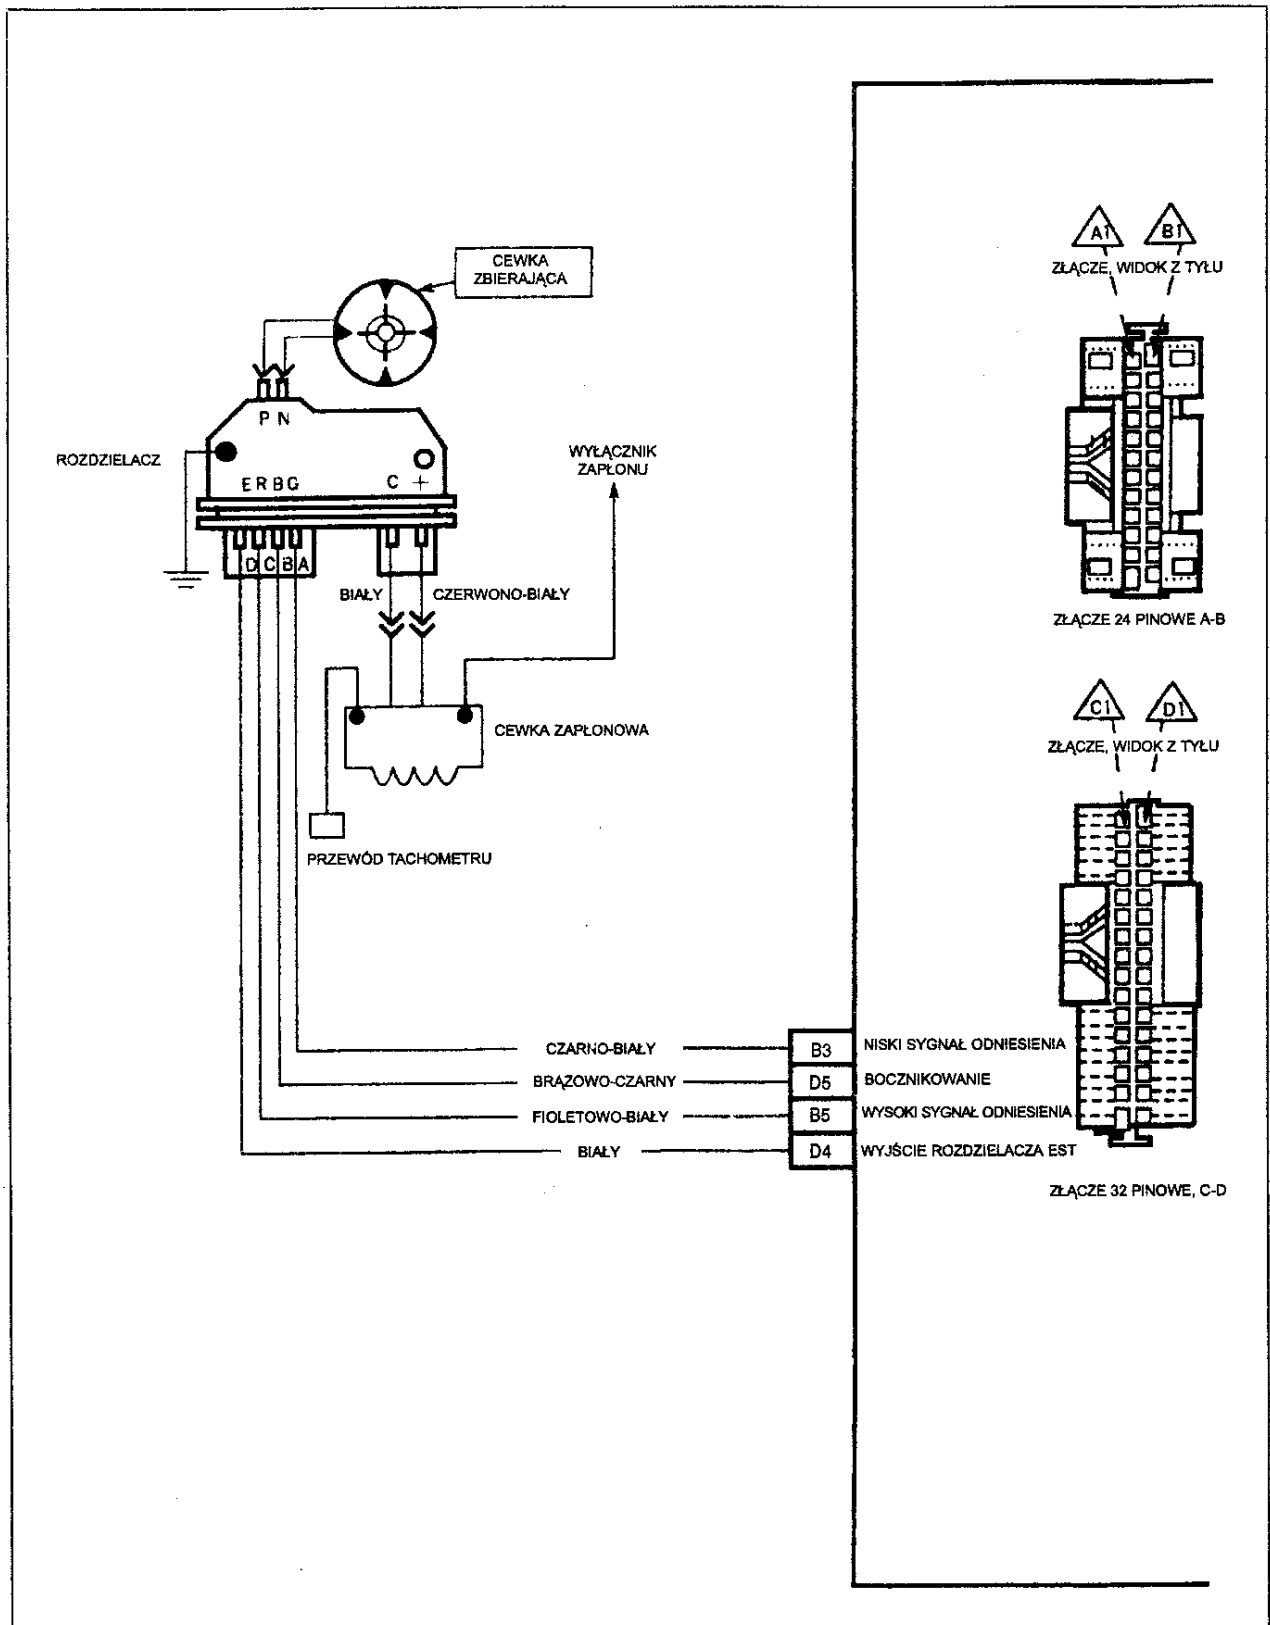 A1
B1
ZŁĄCZE, WIDOK Z TYŁU
CEWKA
ZBIERAJĄCA
P N
ROZDZIELACZ
WYŁĄCZNIK
ZAPŁONU
E R B G
C +
D C B A
BIAŁY
CZERWONO-BIAŁY
ZŁĄCZE 24 PINOWE A-B
C1
D1
ZŁĄCZE, WIDOK Z TYŁU
CEWKA ZAPŁONOWA
PRZEWÓD TACHOMETRU
CZARNO-BIAŁY
B3
NISKI SYGNAŁ ODNIESIENIA
BRĄZOWO-CZARNY
D5
BOCZNIKOWANIE
FIOLETOWO-BIAŁY
B5
WYSOKI SYGNAŁ ODNIESIENIA
BIAŁY
D4
WYJŚCIE ROZDZIELACZA EST
ZŁĄCZE 32 PINOWE, C-D